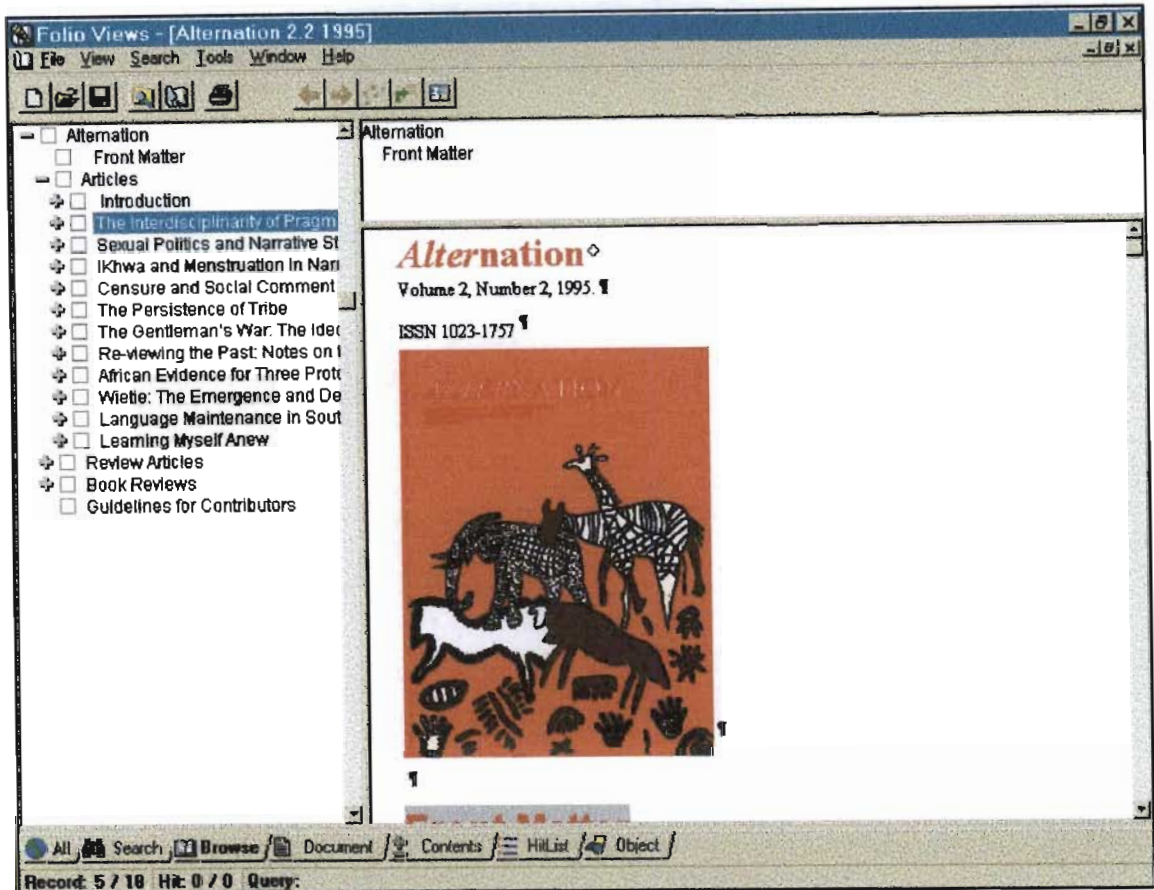 Folio Views - [Alternation 2.2 1995]
File View Search Tools Window Help
Alternation
Front Matter
Articles
Introduction
The Interdisciplinarity of Pragm
Sexual Politics and Narrative St
IKhwa and Menstruation in Narr
Censure and Social Comment
The Persistence of Tribe
The Gentleman's War: The Ideo
Re-viewing the Past: Notes on
African Evidence for Three Proto
Wietie: The Emergence and De
Language Maintenance in Sout
Learning Myself Anew
Review Articles
Book Reviews
Guidelines for Contributors
Alternation
Front Matter
Alternation
Volume 2, Number 2, 1995. ¶
ISSN 1023-1757 ¶
¶
¶
All Search Browse Document Contents HitList Object
Record: 5 / 18 Hit: 0 / 0 Query: